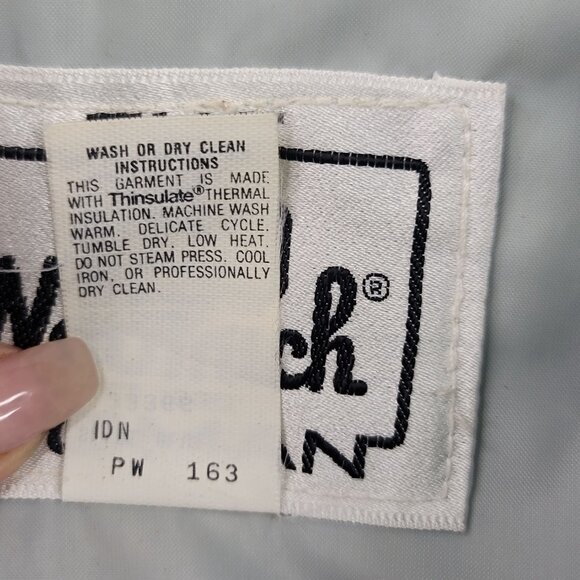 WASH OR DRY CLEAN
INSTRUCTIONS
THIS GARMENT IS MADE
WITH Thinsulate® THERMAL
INSULATION. MACHINE WASH
WARM. DELICATE CYCLE.
TUMBLE DRY. LOW HEAT.
DO NOT STEAM PRESS. COOL
IRON, OR PROFESSIONALLY
DRY CLEAN.
IDN
PW 163
®